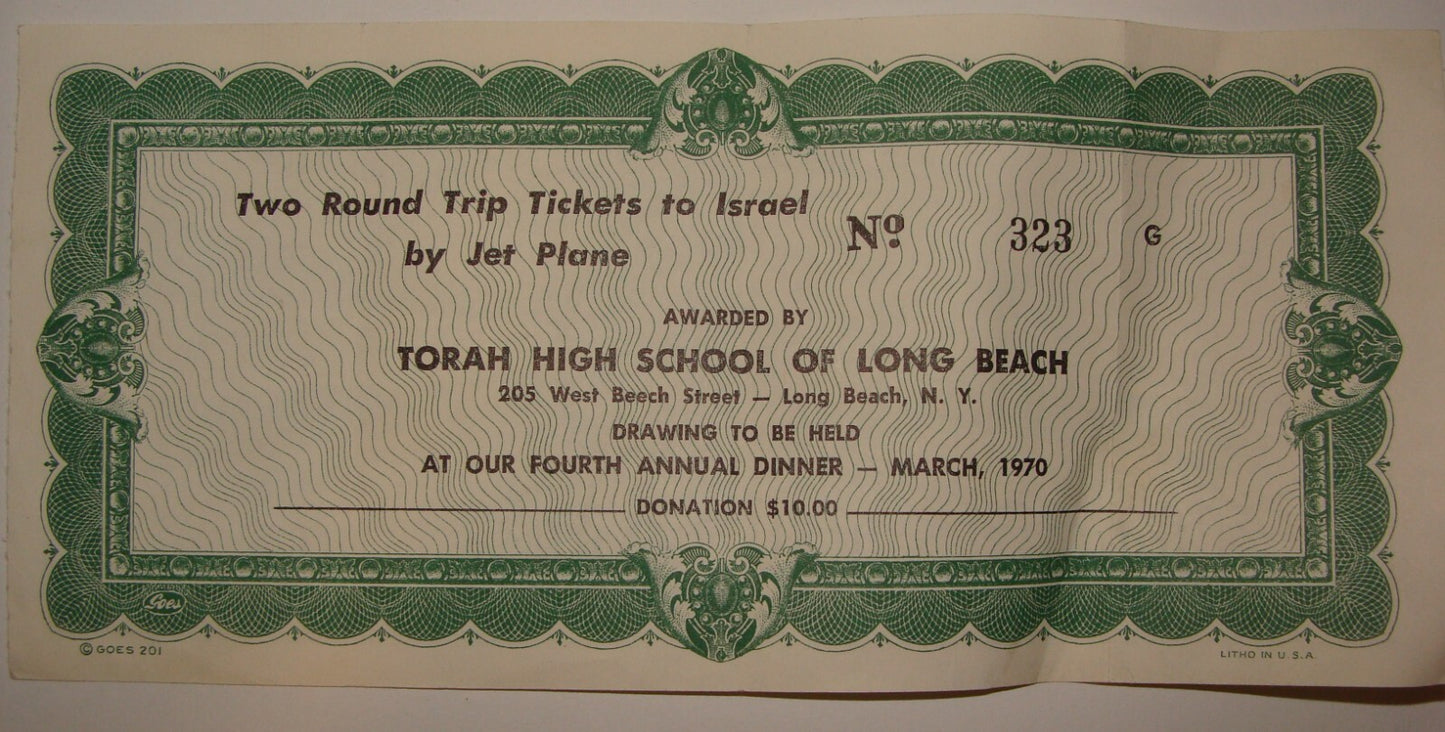 Two Round Trip Tickets to Israel
by Jet Plane
Nº 323 G
AWARDED BY
TORAH HIGH SCHOOL OF LONG BEACH
205 West Beech Street — Long Beach, N. Y.
DRAWING TO BE HELD
AT OUR FOURTH ANNUAL DINNER — MARCH, 1970
DONATION $10.00
Goes
© GOES 201
LITHO IN U.S.A.